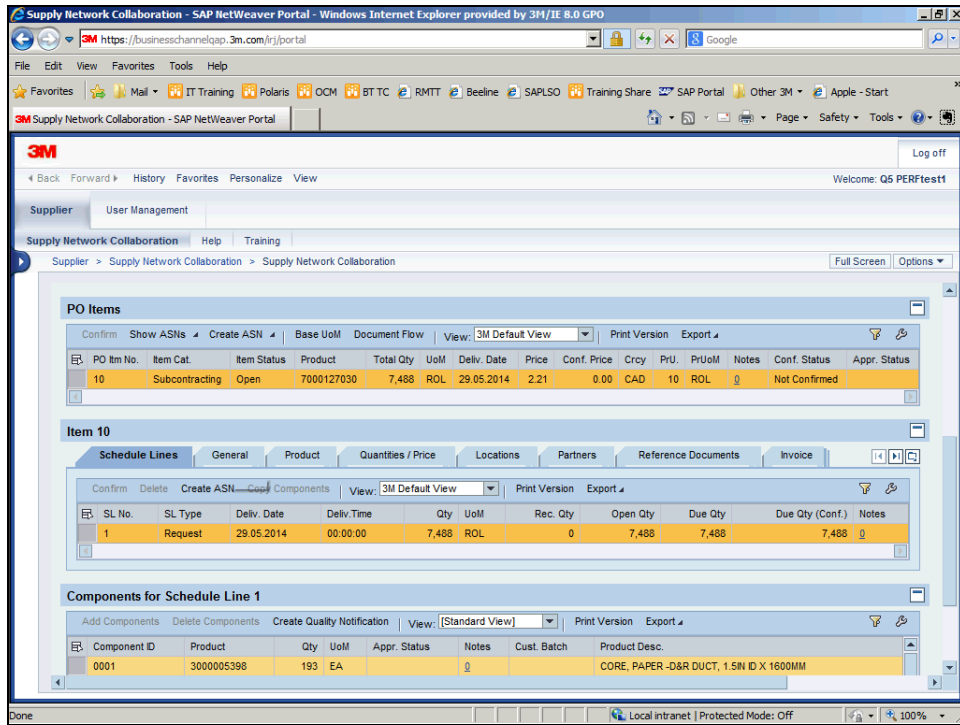 Supply Network Collaboration - SAP NetWeaver Portal - Windows Internet Explorer provided by 3M/IE 8.0 GPO
3M https://businesschannelqap.3m.com/irj/portal
Google
File Edit View Favorites Tools Help
Favorites Mail IT Training Polaris OCM BT TC RMTT Beeline SAPLSO Training Share SAP Portal Other 3M Apple - Start
3M Supply Network Collaboration - SAP NetWeaver Portal
Page Safety Tools
3M
Log off
Back Forward History Favorites Personalize View
Welcome: Q5 PERFtest1
Supplier User Management
Supply Network Collaboration Help Training
Supplier > Supply Network Collaboration > Supply Network Collaboration
Full Screen Options
PO Items
Confirm Show ASNs Create ASN Base UoM Document Flow View: 3M Default View Print Version Export
PO Itm No. Item Cat. Item Status Product Total Qty UoM Deliv. Date Price Conf. Price Crcy PrU. PrUoM Notes Conf. Status Appr. Status
10 Subcontracting Open 7000127030 7,488 ROL 29.05.2014 2.21 0.00 CAD 10 ROL 0 Not Confirmed
Item 10
Schedule Lines General Product Quantities / Price Locations Partners Reference Documents Invoice
Confirm Delete Create ASN Copy Components View: 3M Default View Print Version Export
SL No. SL Type Deliv. Date Deliv.Time Qty UoM Rec. Qty Open Qty Due Qty Due Qty (Conf.) Notes
1 Request 29.05.2014 00:00:00 7,488 ROL 0 7,488 7,488 7,488 0
Components for Schedule Line 1
Add Components Delete Components Create Quality Notification View: [Standard View] Print Version Export
Component ID Product Qty UoM Appr. Status Notes Cust. Batch Product Desc.
0001 3000005398 193 EA 0 CORE, PAPER -D&R DUCT, 1.5IN ID X 1600MM
Done
Local intranet | Protected Mode: Off
100%